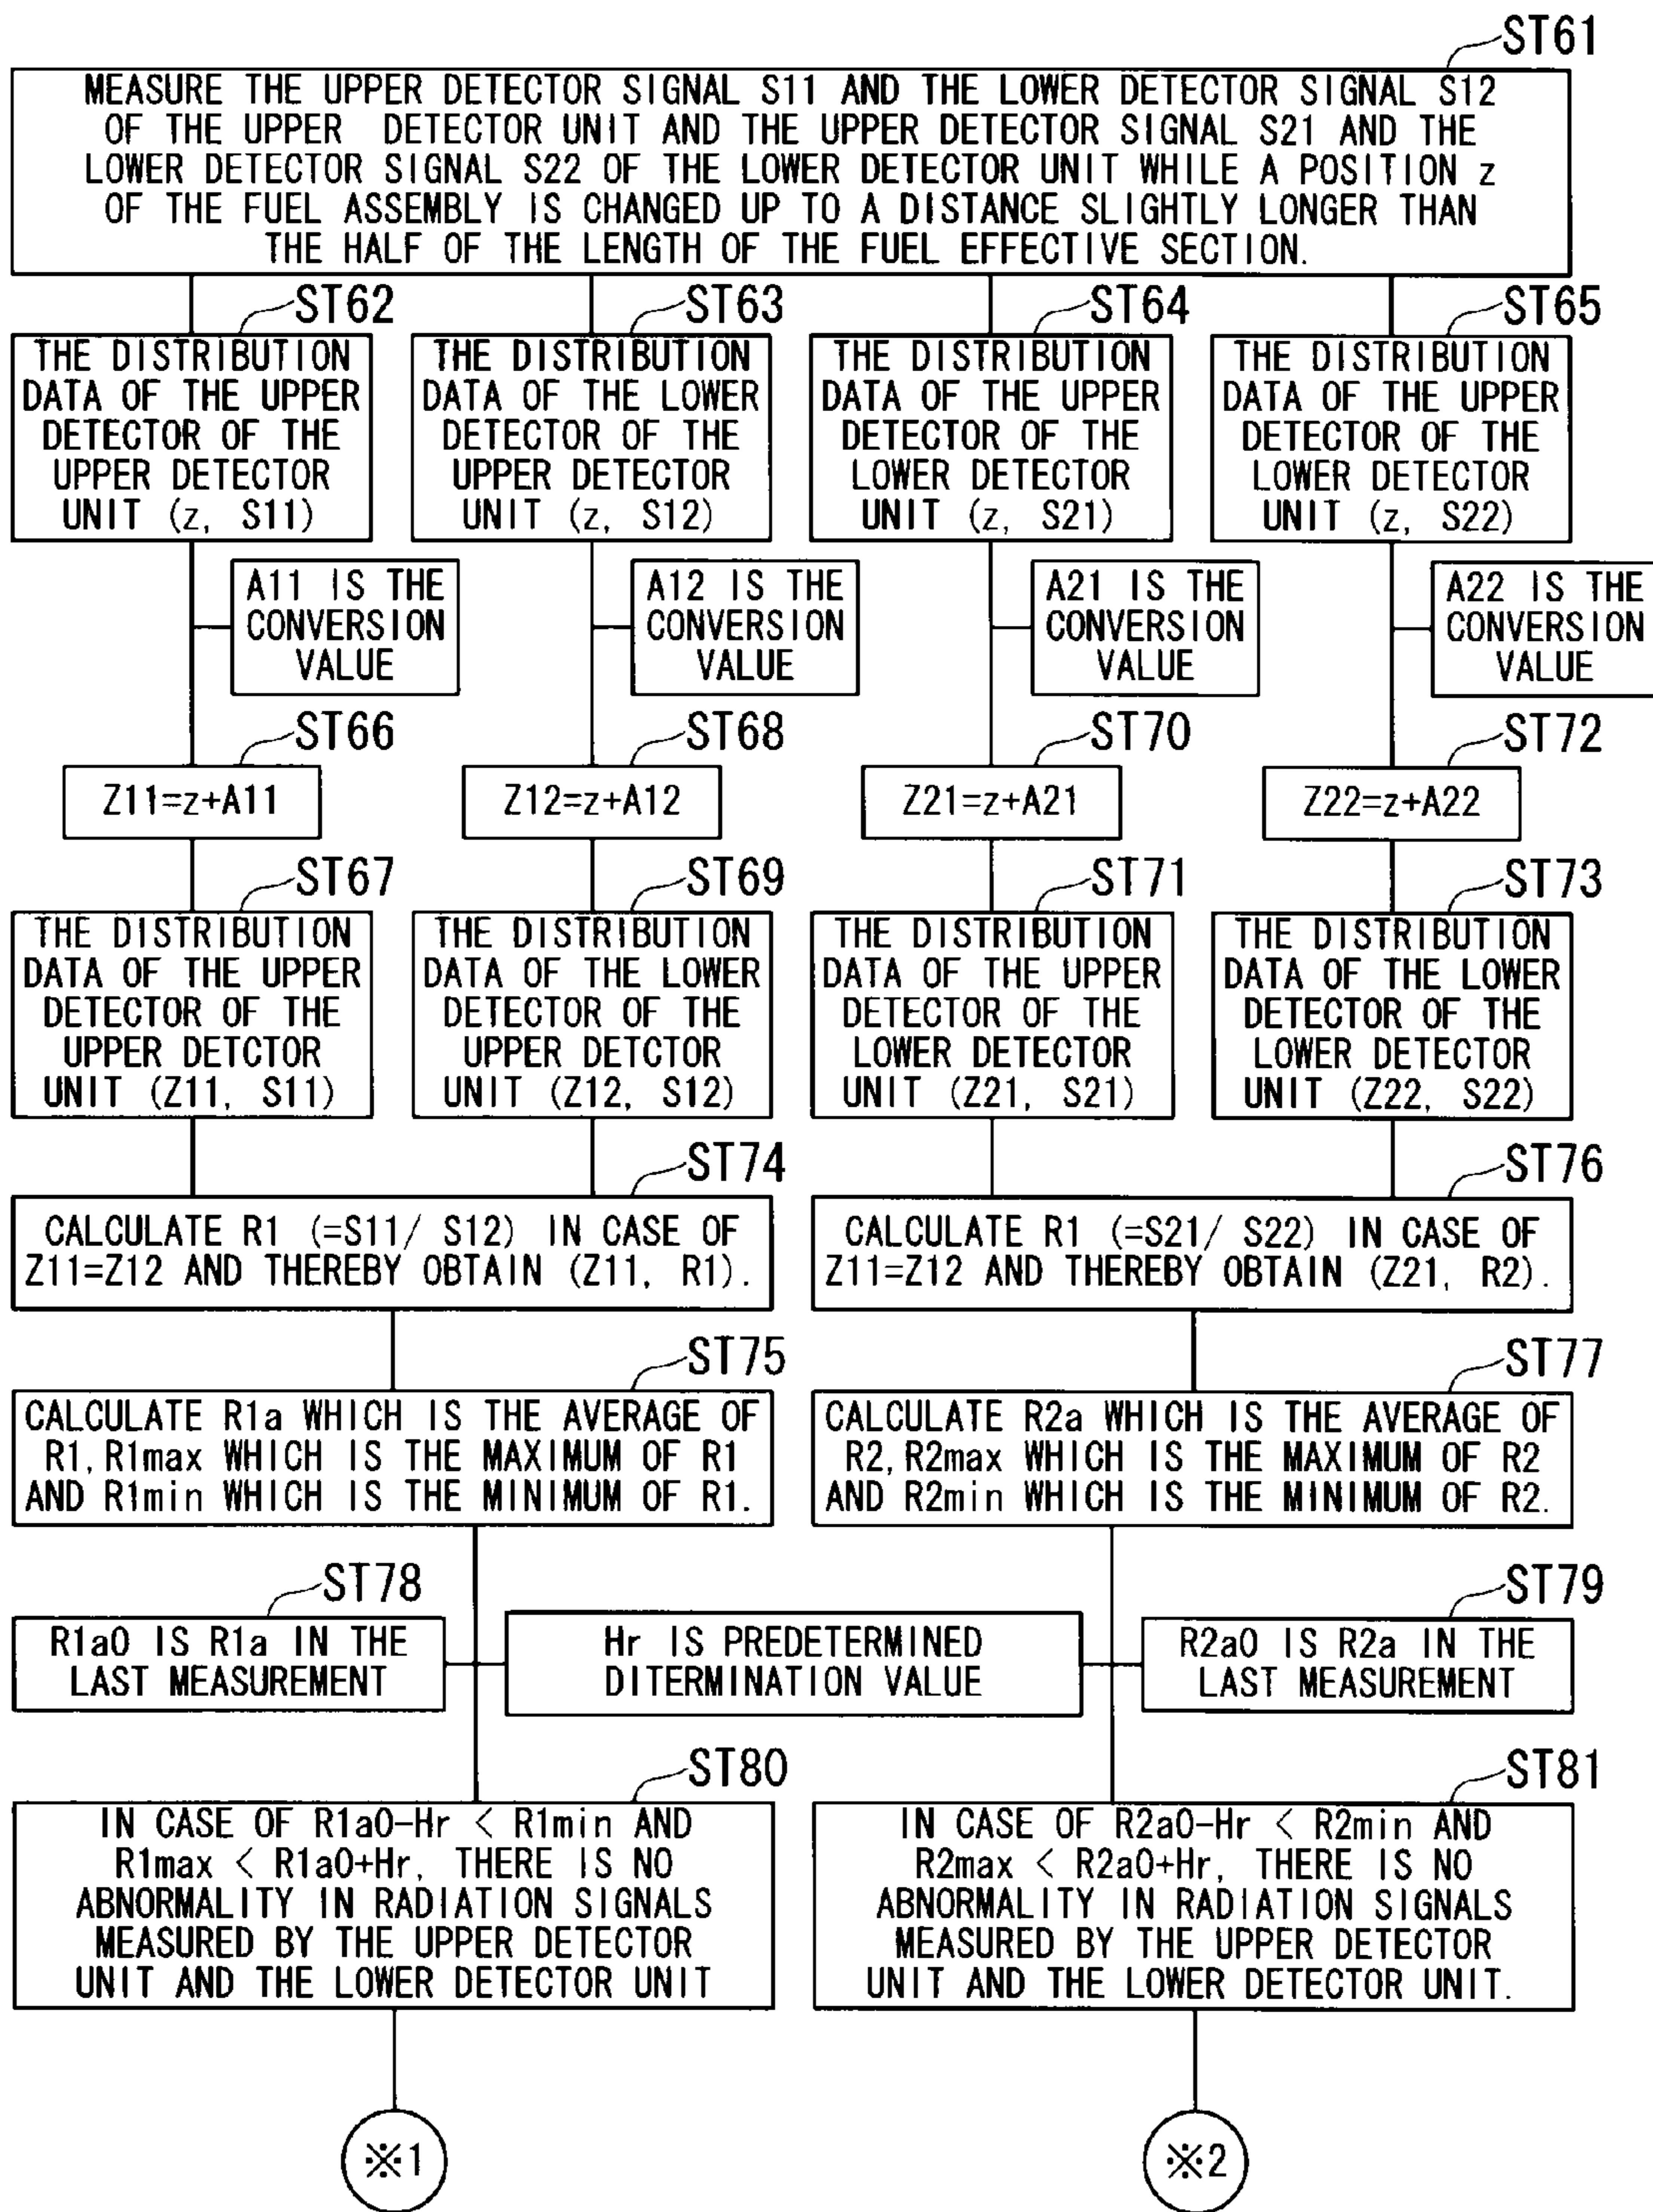 ST61
MEASURE THE UPPER DETECTOR SIGNAL S11 AND THE LOWER DETECTOR SIGNAL S12
OF THE UPPER DETECTOR UNIT AND THE UPPER DETECTOR SIGNAL S21 AND THE
LOWER DETECTOR SIGNAL S22 OF THE LOWER DETECTOR UNIT WHILE A POSITION z
OF THE FUEL ASSEMBLY IS CHANGED UP TO A DISTANCE SLIGHTLY LONGER THAN
THE HALF OF THE LENGTH OF THE FUEL EFFECTIVE SECTION.
ST62
THE DISTRIBUTION
DATA OF THE UPPER
DETECTOR OF THE
UPPER DETECTOR
UNIT (z, S11)
ST63
THE DISTRIBUTION
DATA OF THE LOWER
DETECTOR OF THE
UPPER DETECTOR
UNIT (z, S12)
ST64
THE DISTRIBUTION
DATA OF THE UPPER
DETECTOR OF THE
LOWER DETECTOR
UNIT (z, S21)
ST65
THE DISTRIBUTION
DATA OF THE UPPER
DETECTOR OF THE
LOWER DETECTOR
UNIT (z, S22)
A11 IS THE
CONVERSION
VALUE
A12 IS THE
CONVERSION
VALUE
A21 IS THE
CONVERSION
VALUE
A22 IS THE
CONVERSION
VALUE
ST66
Z11=z+A11
ST68
Z12=z+A12
ST70
Z21=z+A21
ST72
Z22=z+A22
ST67
THE DISTRIBUTION
DATA OF THE UPPER
DETECTOR OF THE
UPPER DETCTOR
UNIT (Z11, S11)
ST69
THE DISTRIBUTION
DATA OF THE LOWER
DETECTOR OF THE
UPPER DETCTOR
UNIT (Z12, S12)
ST71
THE DISTRIBUTION
DATA OF THE UPPER
DETECTOR OF THE
LOWER DETECTOR
UNIT (Z21, S21)
ST73
THE DISTRIBUTION
DATA OF THE LOWER
DETECTOR OF THE
LOWER DETECTOR
UNIT (Z22, S22)
ST74
CALCULATE R1 (=S11/ S12) IN CASE OF
Z11=Z12 AND THEREBY OBTAIN (Z11, R1).
ST76
CALCULATE R1 (=S21/ S22) IN CASE OF
Z11=Z12 AND THEREBY OBTAIN (Z21, R2).
ST75
CALCULATE R1a WHICH IS THE AVERAGE OF
R1, R1max WHICH IS THE MAXIMUM OF R1
AND R1min WHICH IS THE MINIMUM OF R1.
ST77
CALCULATE R2a WHICH IS THE AVERAGE OF
R2, R2max WHICH IS THE MAXIMUM OF R2
AND R2min WHICH IS THE MINIMUM OF R2.
ST78
R1a0 IS R1a IN THE
LAST MEASUREMENT
Hr IS PREDETERMINED
DITERMINATION VALUE
ST79
R2a0 IS R2a IN THE
LAST MEASUREMENT
ST80
IN CASE OF R1a0-Hr < R1min AND
R1max < R1a0+Hr, THERE IS NO
ABNORMALITY IN RADIATION SIGNALS
MEASURED BY THE UPPER DETECTOR
UNIT AND THE LOWER DETECTOR UNIT
ST81
IN CASE OF R2a0-Hr < R2min AND
R2max < R2a0+Hr, THERE IS NO
ABNORMALITY IN RADIATION SIGNALS
MEASURED BY THE UPPER DETECTOR
UNIT AND THE LOWER DETECTOR UNIT.
※1
※2